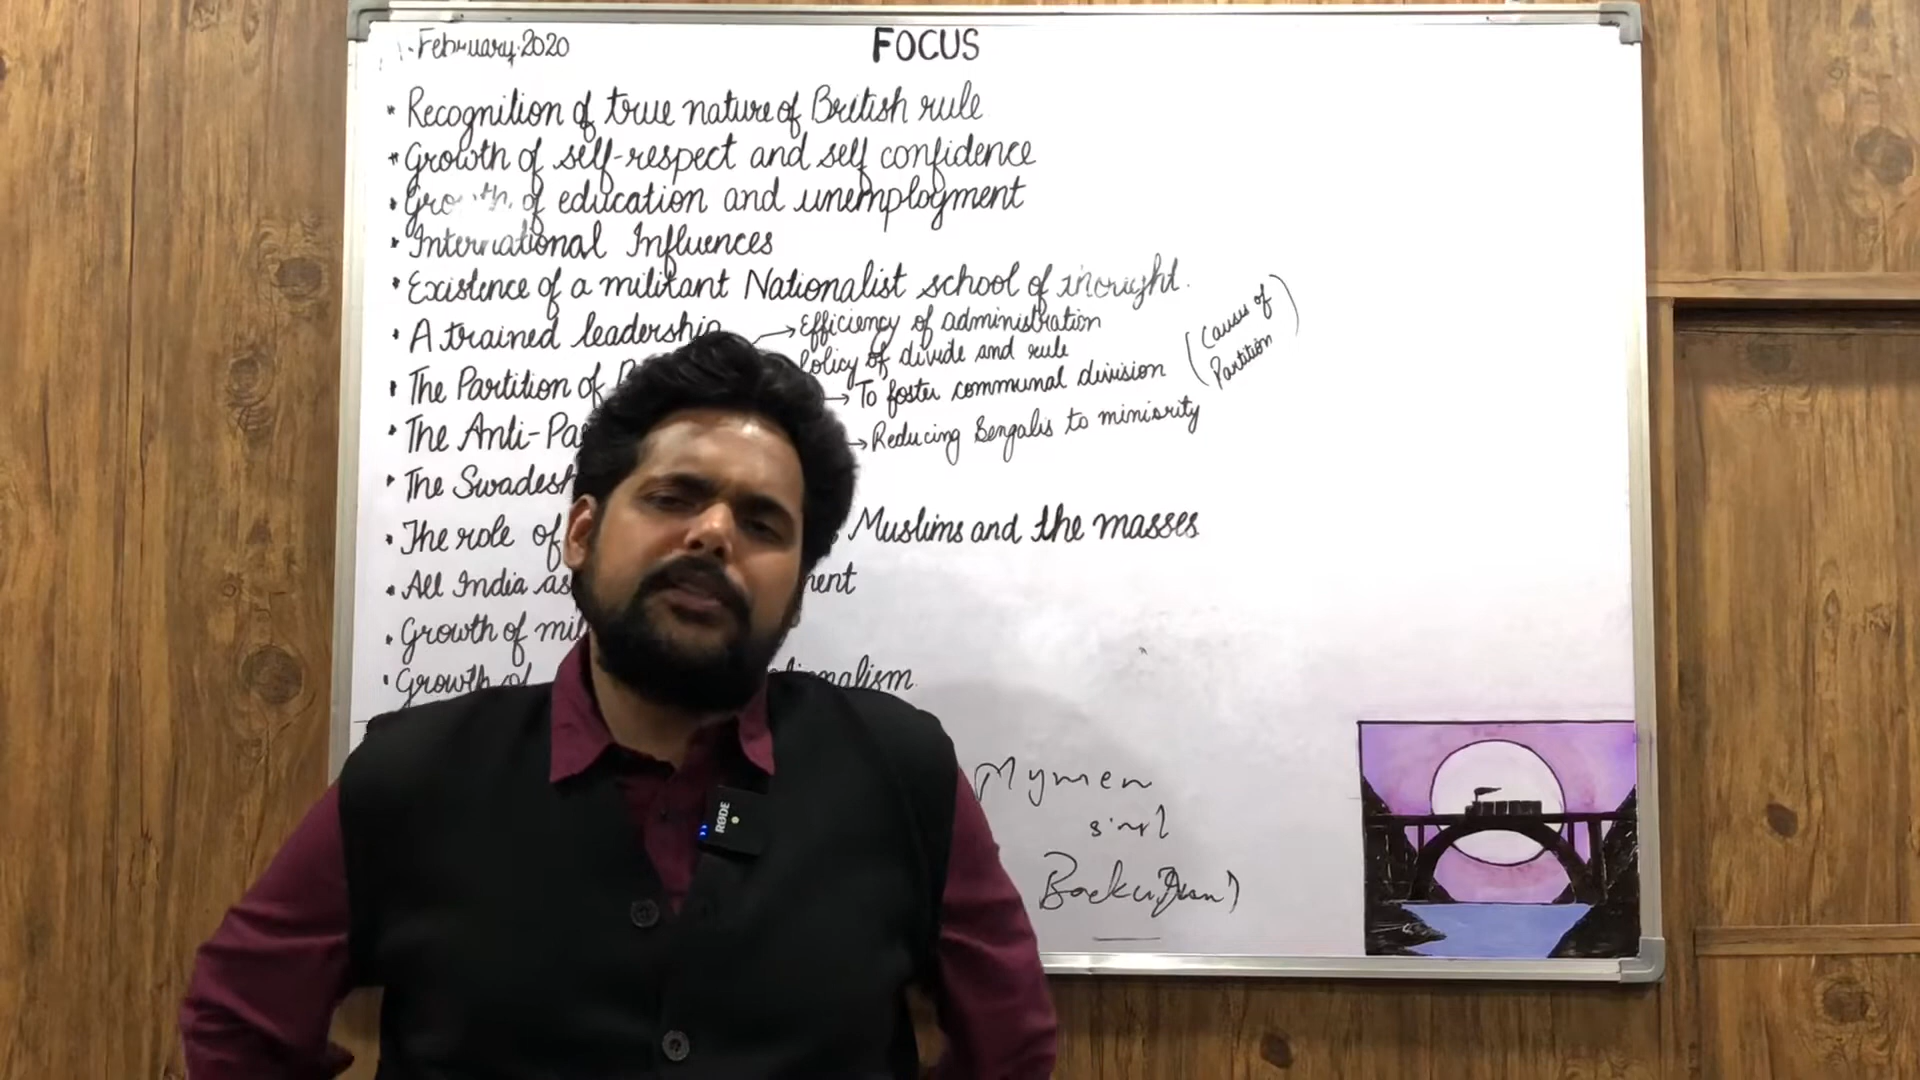 February.2020
FOCUS
* Recognition of true nature of British rule
* Growth of self-respect and self confidence
• Growth of education and unemployment
• International Influences
• Existence of a militant Nationalist school of thought.
• A trained leadership
→ Efficiency of administration
Policy of divide and rule
→ To foster communal division
→ Reducing Bengalis to miniority
(Causes of
Partition)
• The Partition of
• The Anti-Pa
• The Swadesh
• The role of Muslims and the masses
• All India as ment
• Growth of mil
• Growth of nalism
Mymen
RØDE